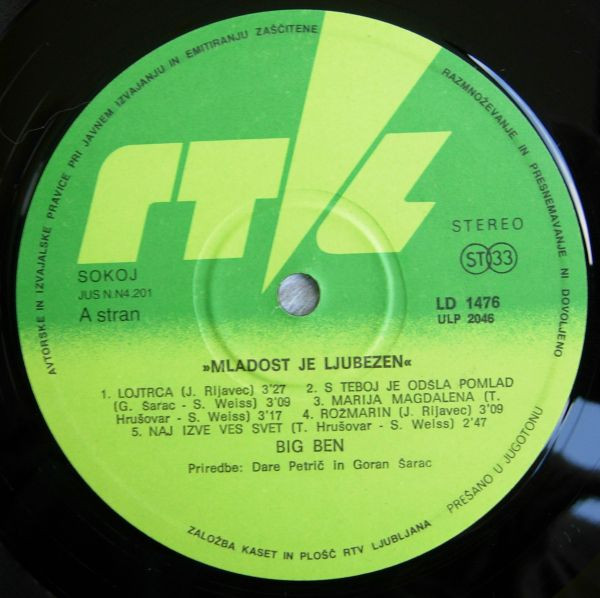 AVTORSKE IN IZVAJALSKE PRAVICE PRI JAVNEM IZVAJANJU IN EMITIRANJU ZAŠČITENE
RAZMNOŽEVANJE IN PRESNEMAVANJE NI DOVOLJENO
RTL
SOKOJ
JUS N.N4.201
A stran
STEREO
ST 33
LD 1476
ULP 2046
»MLADOST JE LJUBEZEN«
1. LOJTRCA (J. Rijavec) 3'27 2. S TEBOJ JE ODŠLA POMLAD
(G. Šarac - S. Weiss) 3'09 3. MARIJA MAGDALENA (T.
Hrušovar - S. Weiss) 3'17 4. ROŽMARIN (J. Rijavec) 3'09
5. NAJ IZVE VES SVET (T. Hrušovar - S. Weiss) 2'47
BIG BEN
Priredbe: Dare Petrič in Goran Šarac
PREŠANO U JUGOTONU
ZALOŽBA KASET IN PLOŠČ RTV LJUBLJANA